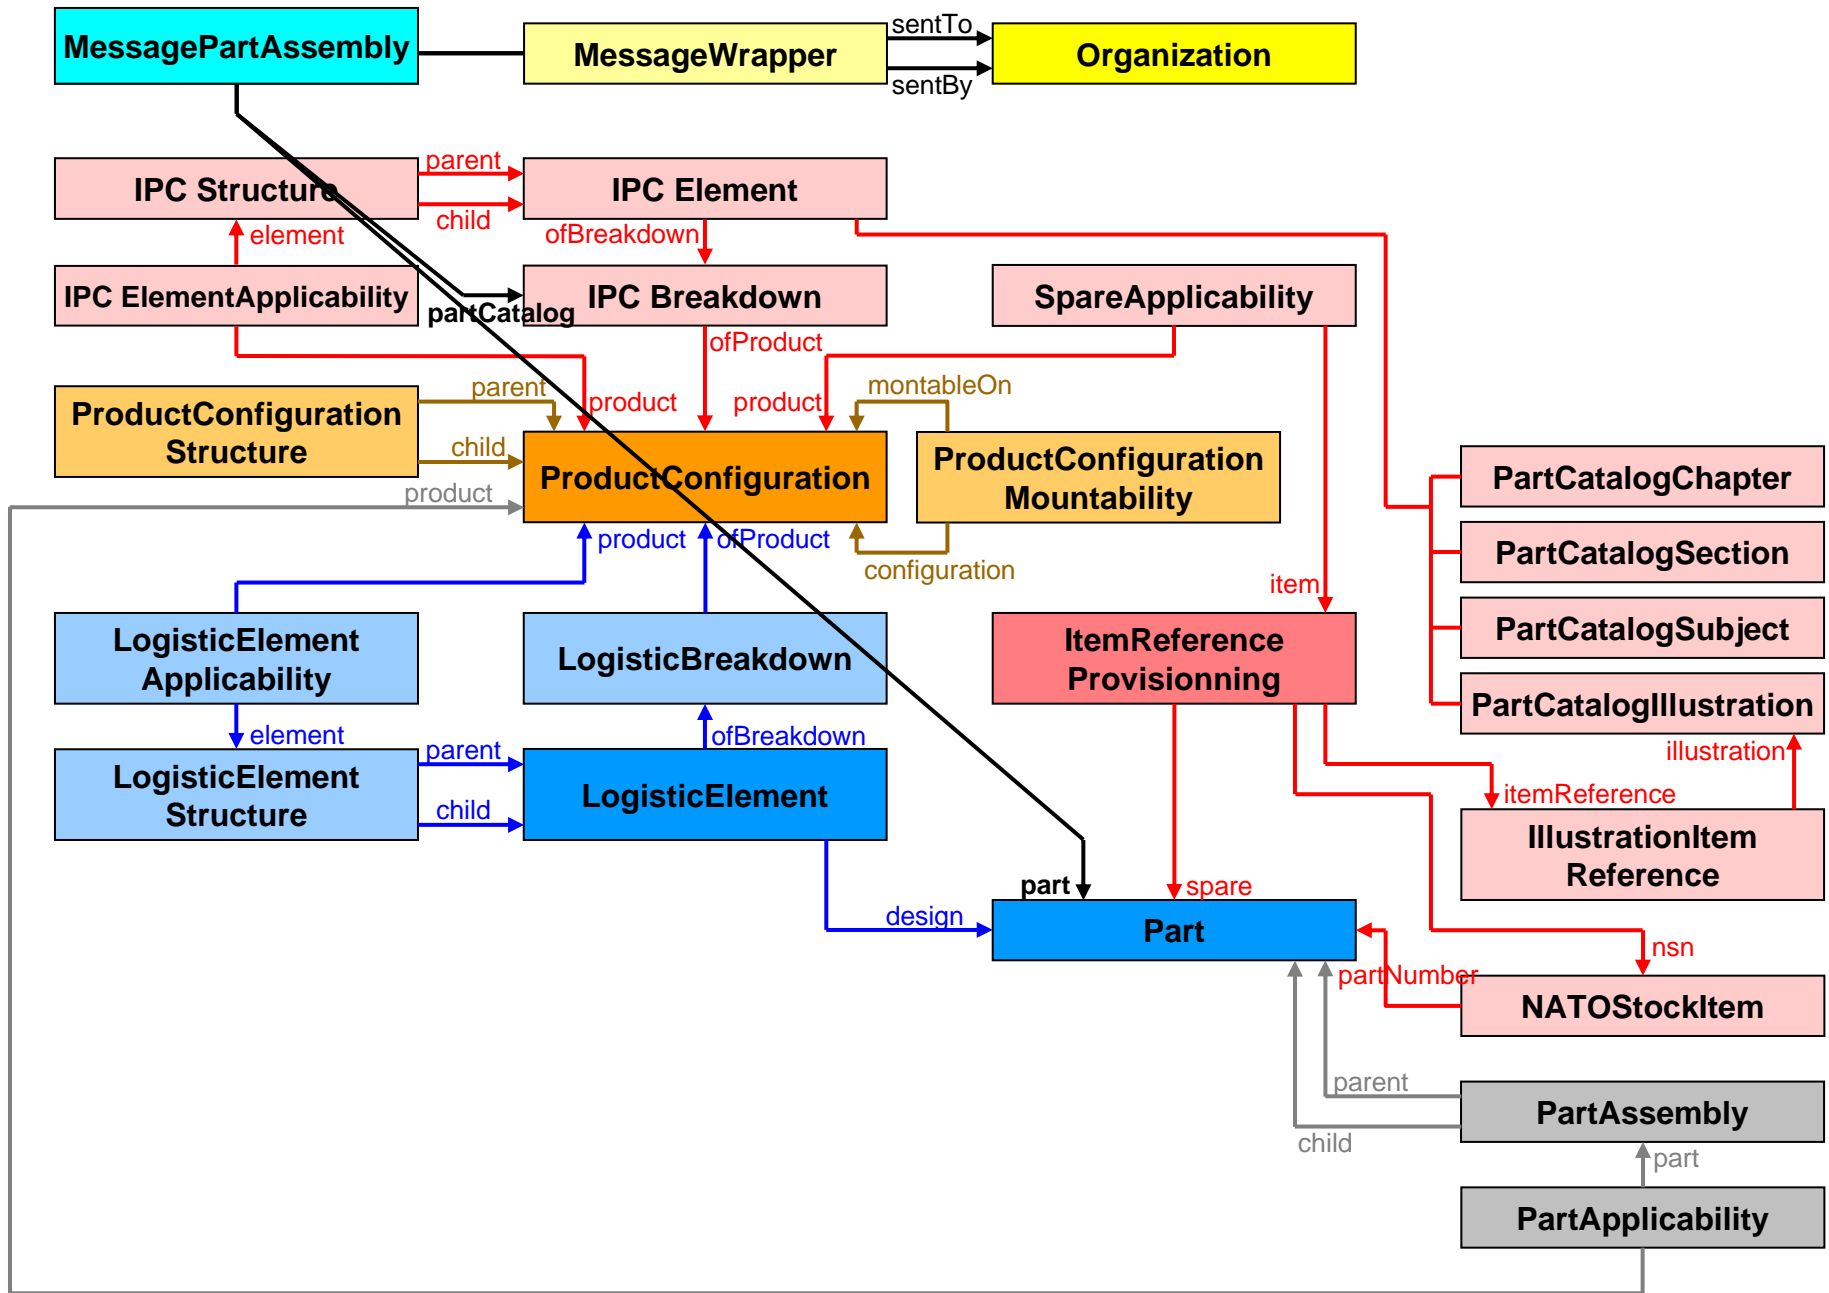 sentTo
MessagePartAssembly
MessageWrapper
Organization
sentBy
parent
IPC Structure
IPC Element
child
element
ofBreakdown
IPC ElementApplicability
IPC Breakdown
SpareApplicability
partCatalog
ofProduct
parent
product
product
montableOn
ProductConfiguration
Structure
child
ProductConfiguration
ProductConfiguration
Mountability
PartCatalogChapter
product
product
ofProduct
configuration
PartCatalogSection
item
LogisticElement
Applicability
LogisticBreakdown
ItemReference
Provisionning
PartCatalogSubject
PartCatalogIllustration
element
parent
ofBreakdown
illustration
LogisticElement
Structure
child
LogisticElement
itemReference
IllustrationItem
Reference
part
spare
design
Part
nsn
partNumber
NATOStockItem
parent
PartAssembly
child
part
PartApplicability